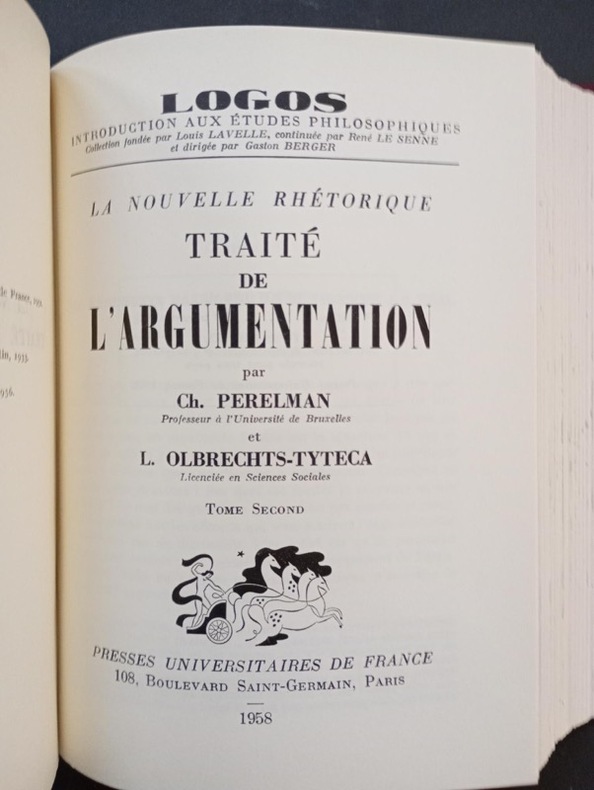 LOGOS
INTRODUCTION AUX ÉTUDES PHILOSOPHIQUES
Collection fondée par Louis LAVELLE, continuée par René LE SENNE
et dirigée par Gaston BERGER
LA NOUVELLE RHÉTORIQUE
TRAITÉ
DE
L'ARGUMENTATION
par
Ch. PERELMAN
Professeur à l'Université de Bruxelles
et
L. OLBRECHTS-TYTECA
Licenciée en Sciences Sociales
TOME SECOND
PRESSES UNIVERSITAIRES DE FRANCE
108, BOULEVARD SAINT-GERMAIN, PARIS
1958